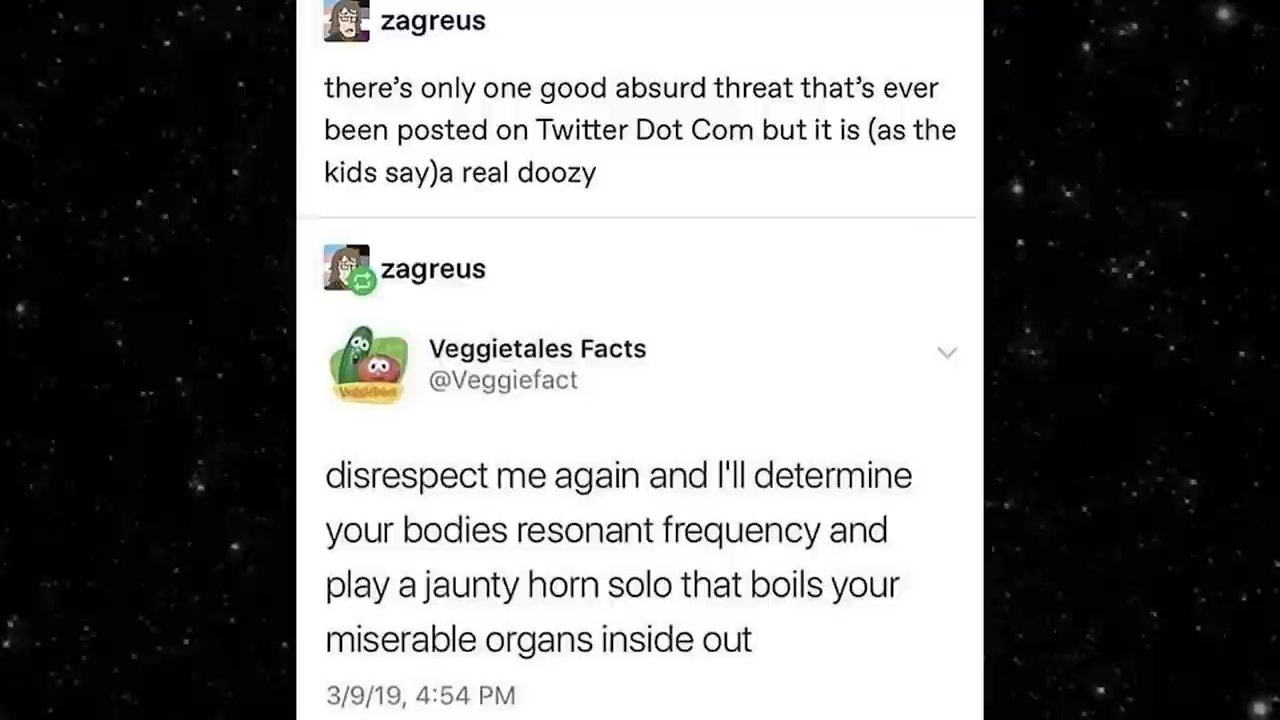 zagreus
there's only one good absurd threat that's ever
been posted on Twitter Dot Com but it is (as the
kids say)a real doozy
zagreus
Veggietales Facts
@Veggiefact
disrespect me again and I'll determine
your bodies resonant frequency and
play a jaunty horn solo that boils your
miserable organs inside out
3/9/19, 4:54 PM